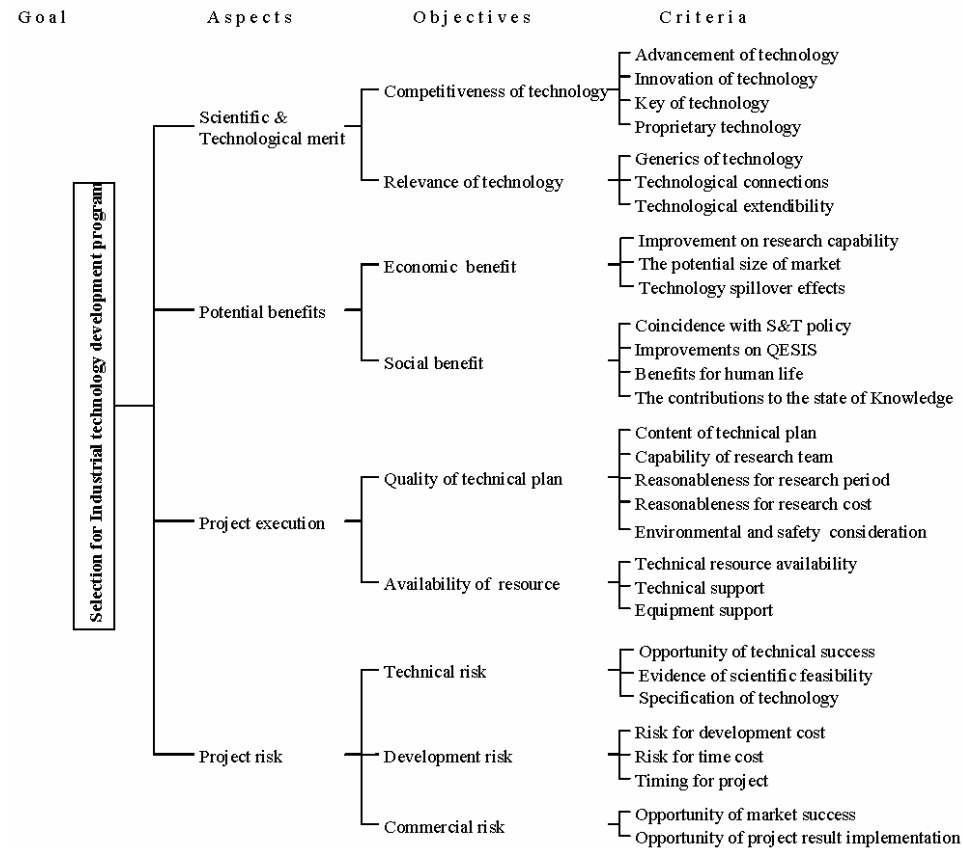 Goal Aspects Objectives Criteria
Selection for Industrial technology development program
Scientific &
Technological merit
Competitiveness of technology
Advancement of technology
Innovation of technology
Key of technology
Proprietary technology
Relevance of technology
Generics of technology
Technological connections
Technological extendibility
Potential benefits
Economic benefit
Improvement on research capability
The potential size of market
Technology spillover effects
Social benefit
Coincidence with S&T policy
Improvements on QESIS
Benefits for human life
The contributions to the state of Knowledge
Project execution
Quality of technical plan
Content of technical plan
Capability of research team
Reasonableness for research period
Reasonableness for research cost
Environmental and safety consideration
Availability of resource
Technical resource availability
Technical support
Equipment support
Project risk
Technical risk
Opportunity of technical success
Evidence of scientific feasibility
Specification of technology
Development risk
Risk for development cost
Risk for time cost
Timing for project
Commercial risk
Opportunity of market success
Opportunity of project result implementation